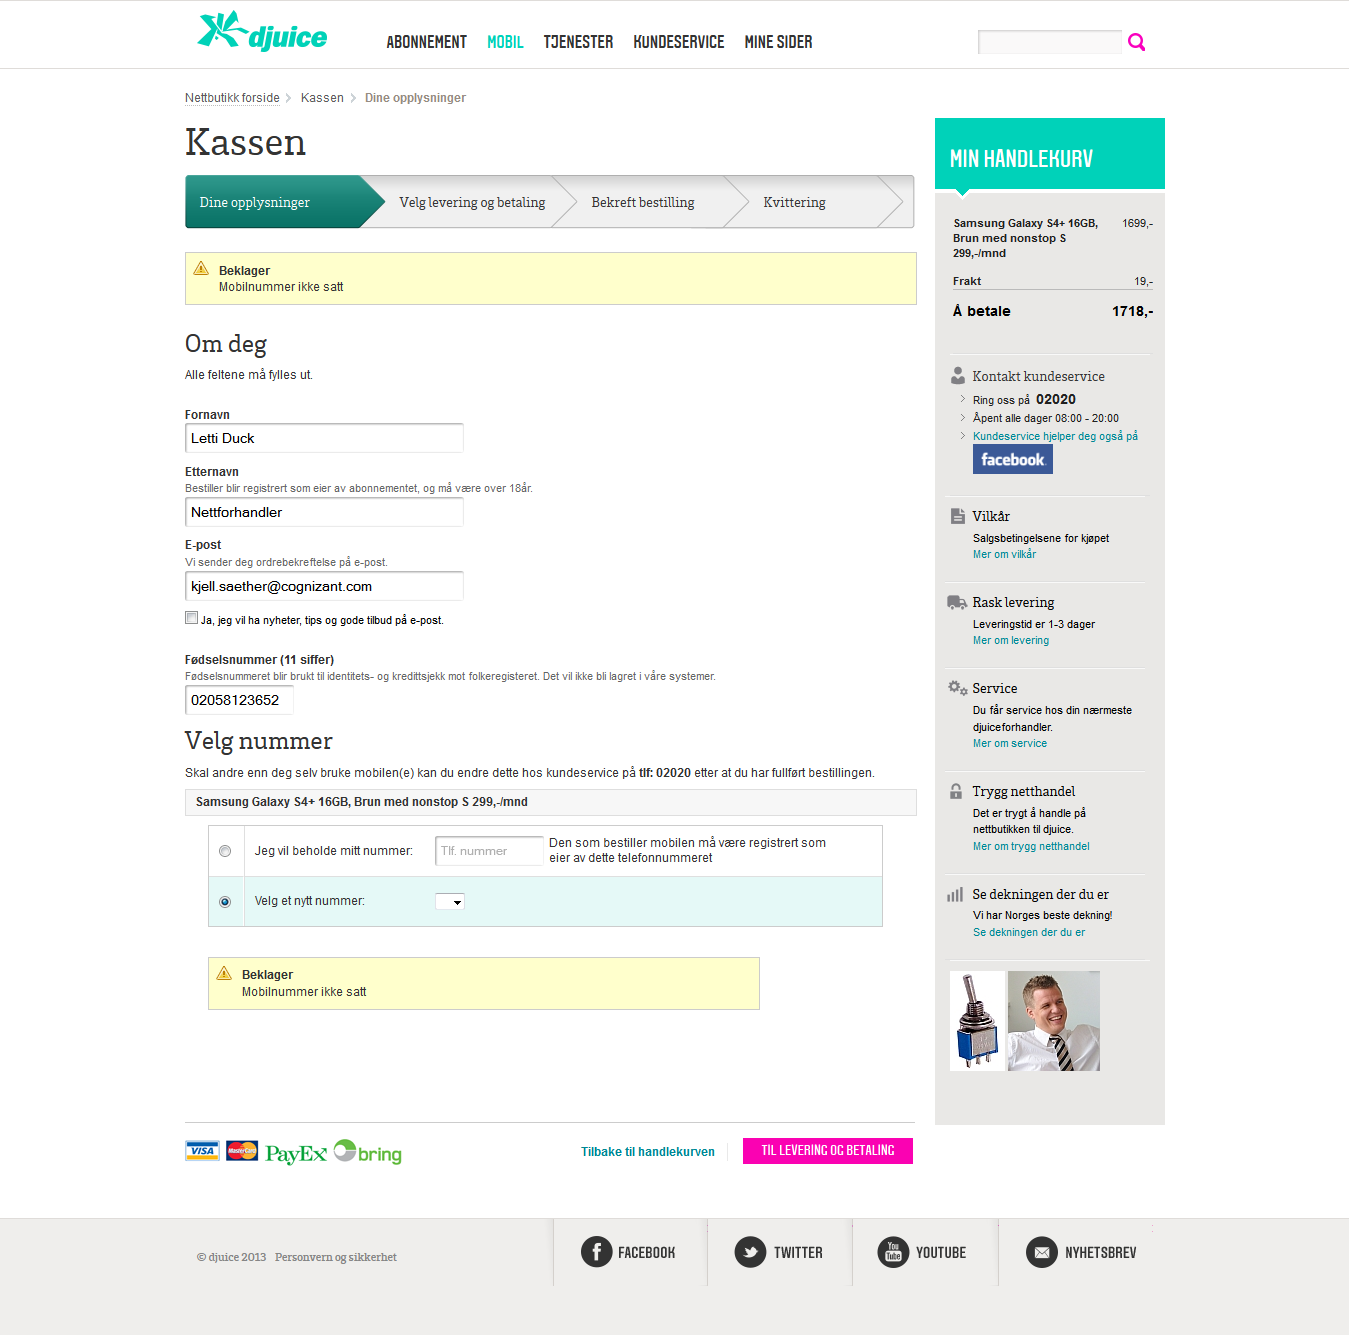 djuice
ABONNEMENT MOBIL TJENESTER KUNDESERVICE MINE SIDER
Nettbutikk forside Kassen Dine opplysninger
Kassen
Dine opplysninger Velg levering og betaling Bekreft bestilling Kvittering
Beklager
Mobilnummer ikke satt
Om deg
Alle feltene må fylles ut.
Fornavn
Letti Duck
Etternavn
Bestiller blir registrert som eier av abonnementet, og må være over 18år.
Nettforhandler
E-post
Vi sender deg ordrebekreftelse på e-post.
kjell.saether@cognizant.com
Ja, jeg vil ha nyheter, tips og gode tilbud på e-post.
Fødselsnummer (11 siffer)
Fødselsnummeret blir brukt til identitets- og kredittsjekk mot folkeregisteret. Det vil ikke bli lagret i våre systemer.
02058123652
Velg nummer
Skal andre enn deg selv bruke mobilen(e) kan du endre dette hos kundeservice på tlf: 02020 etter at du har fullført bestillingen.
Samsung Galaxy S4+ 16GB, Brun med nonstop S 299,-/mnd
Jeg vil beholde mitt nummer: Tlf. nummer Den som bestiller mobilen må være registrert som
eier av dette telefonnummeret
Velg et nytt nummer:
Beklager
Mobilnummer ikke satt
VISA MasterCard PayEx bring
Tilbake til handlekurven TIL LEVERING OG BETALING
MIN HANDLEKURV
Samsung Galaxy S4+ 16GB, 1699,-
Brun med nonstop S
299,-/mnd
Frakt 19,-
Å betale 1718,-
Kontakt kundeservice
Ring oss på 02020
Åpent alle dager 08:00 - 20:00
Kundeservice hjelper deg også på
facebook
Vilkår
Salgsbetingelsene for kjøpet
Mer om vilkår
Rask levering
Leveringstid er 1-3 dager
Mer om levering
Service
Du får service hos din nærmeste
djuiceforhandler.
Mer om service
Trygg netthandel
Det er trygt å handle på
nettbutikken til djuice.
Mer om trygg netthandel
Se dekningen der du er
Vi har Norges beste dekning!
Se dekningen der du er
© djuice 2013 Personvern og sikkerhet
FACEBOOK TWITTER You Tube YOUTUBE NYHETSBREV